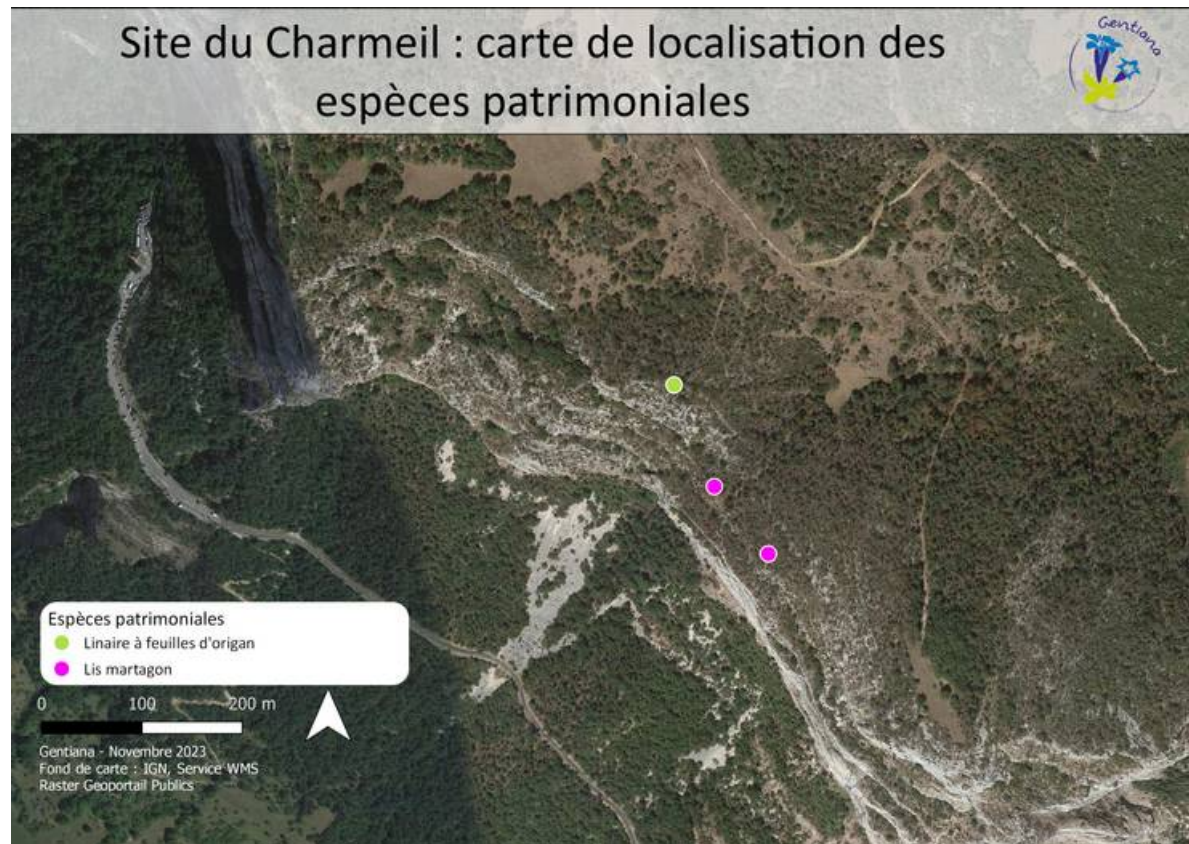 Site du Charmeil : carte de localisation des
espèces patrimoniales
Gentiana
Espèces patrimoniales
Linaire à feuilles d'origan
Lis martagon
0 100 200 m
Gentiana - Novembre 2023
Fond de carte : IGN, Service WMS
Raster Geoportail Publics